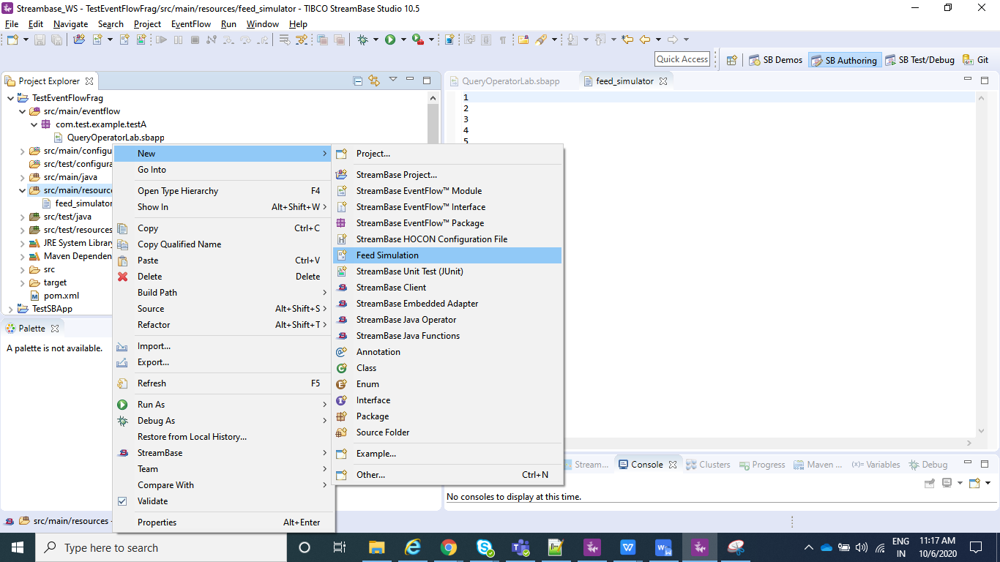 Streambase_WS - TestEventFlowFrag/src/main/resources/feed_simulator - TIBCO StreamBase Studio 10.5
File Edit Navigate Search Project EventFlow Run Window Help
Quick Access
SB Demos
SB Authoring
SB Test/Debug
Git
Project Explorer
TestEventFlowFrag
src/main/eventflow
com.test.example.testA
QueryOperatorLab.sbapp
src/main/configu
src/test/configura
src/main/java
src/main/resource
feed_simulator
src/test/java
src/test/resources
JRE System Library
Maven Dependen
src
target
pom.xml
TestSBApp
Palette
A palette is not available.
src/main/resources -
New
Go Into
Open Type Hierarchy F4
Show In Alt+Shift+W
Copy Ctrl+C
Copy Qualified Name
Paste Ctrl+V
Delete Delete
Build Path
Source Alt+Shift+S
Refactor Alt+Shift+T
Import...
Export...
Refresh F5
Run As
Debug As
Restore from Local History...
StreamBase
Team
Compare With
Validate
Properties Alt+Enter
Project...
StreamBase Project...
StreamBase EventFlow™ Module
StreamBase EventFlow™ Interface
StreamBase EventFlow™ Package
StreamBase HOCON Configuration File
Feed Simulation
StreamBase Unit Test (JUnit)
StreamBase Client
StreamBase Embedded Adapter
StreamBase Java Operator
StreamBase Java Functions
Annotation
Class
Enum
Interface
Package
Source Folder
Example...
Other... Ctrl+N
QueryOperatorLab.sbapp
feed_simulator
1
2
3
4
5
Stream...
Console
Clusters
Progress
Maven ...
(x)= Variables
Debug
No consoles to display at this time.
Type here to search
ENG
IN
11:17 AM
10/6/2020